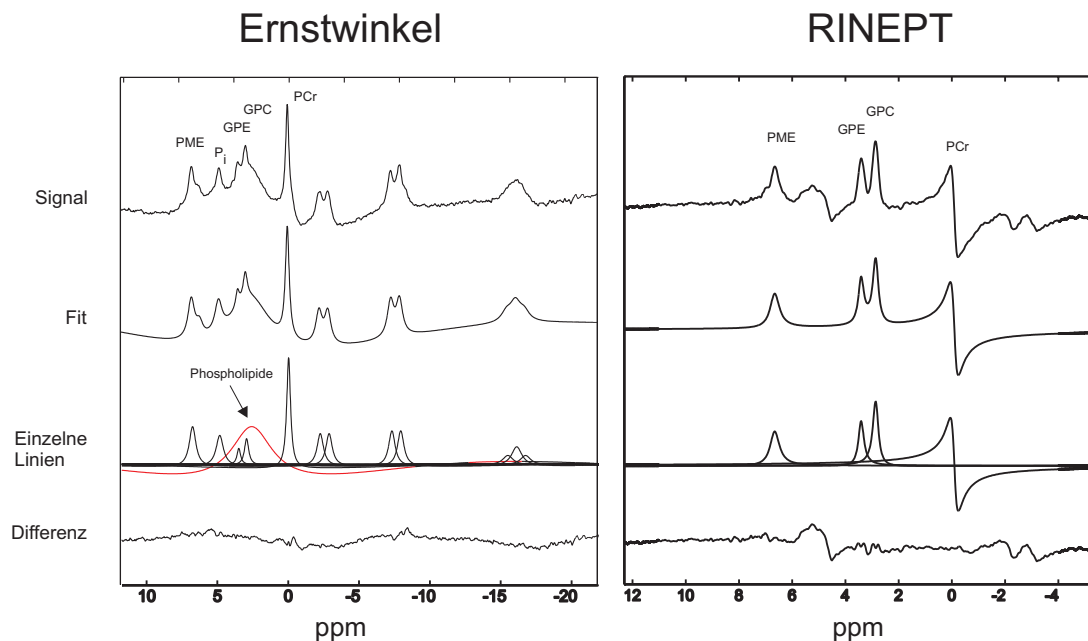 Ernstwinkel
RINEPT
PME
Pi
GPE
GPC
PCr
PME
GPE
GPC
PCr
Signal
Fit
Phospholipide
Einzelne
Linien
Differenz
10 5 0 -5 -10 -15 -20
12 10 8 6 4 2 0 -2 -4
ppm
ppm